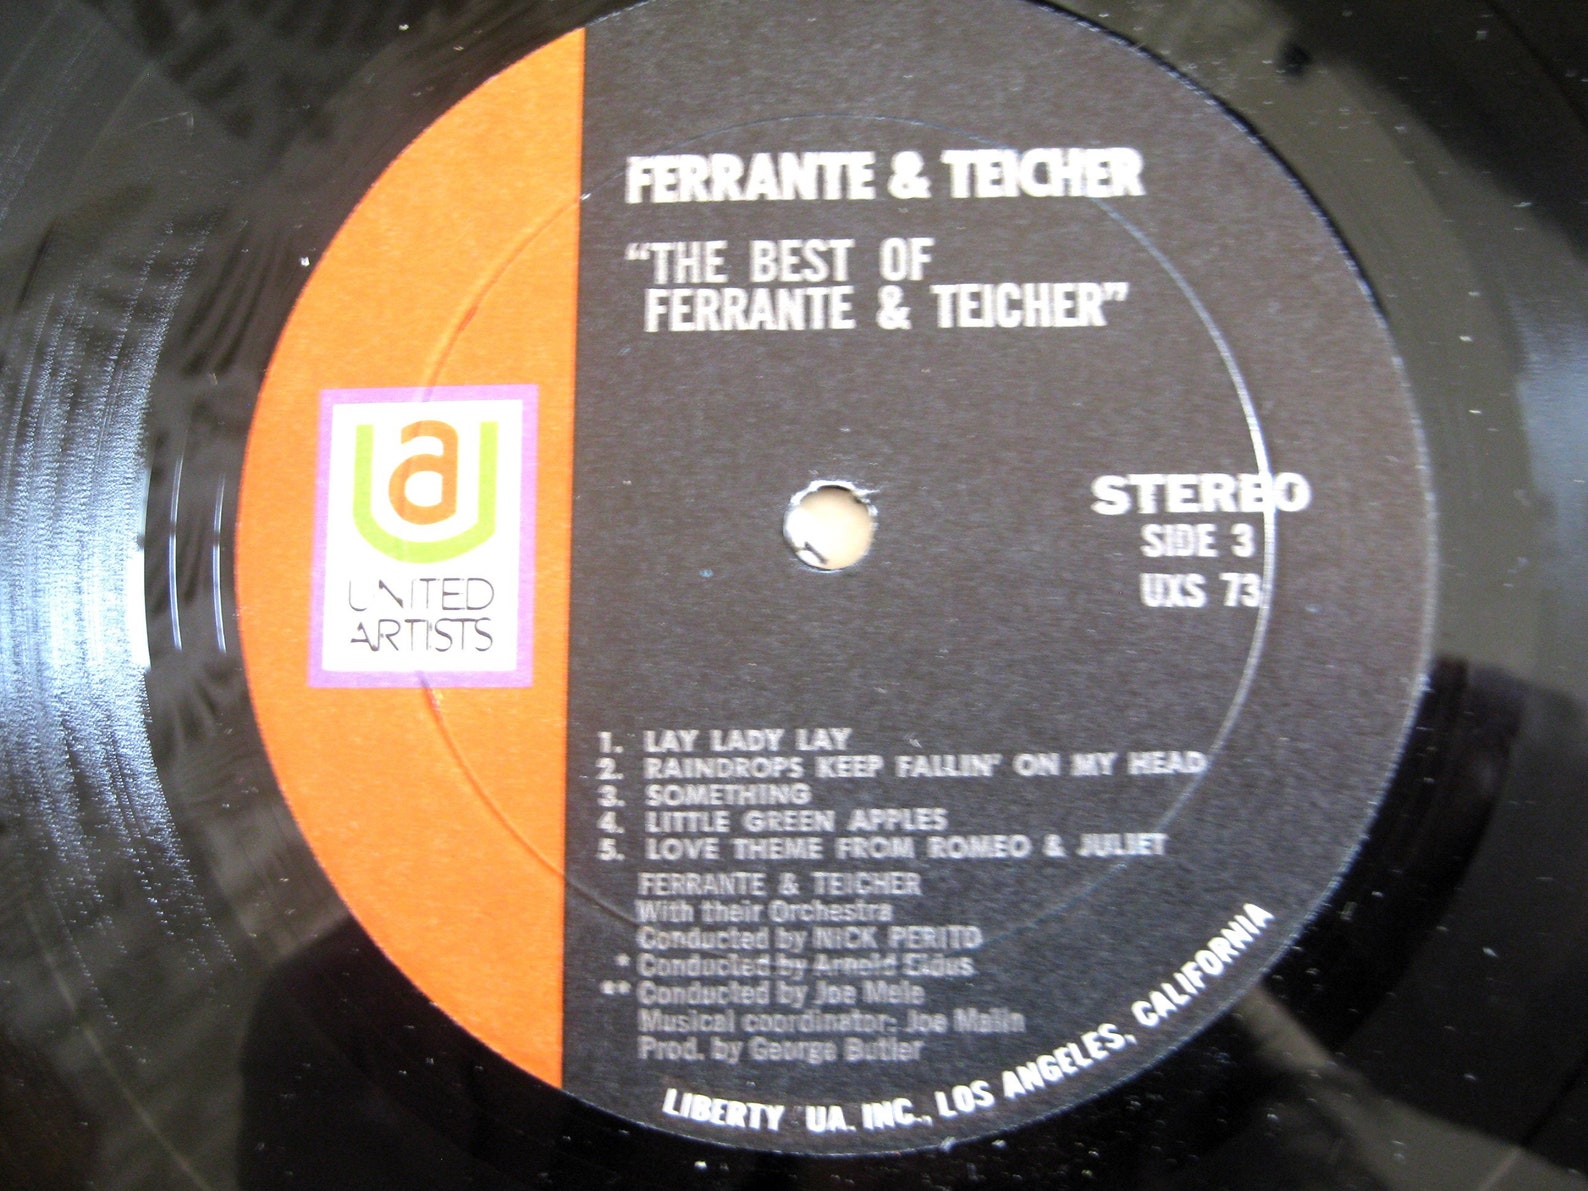 FERRANTE & TEICHER
"THE BEST OF
FERRANTE & TEICHER"
ua
UNITED
ARTISTS
STEREO
SIDE 3
UXS 73
1. LAY LADY LAY
2. RAINDROPS KEEP FALLIN' ON MY HEAD
3. SOMETHING
4. LITTLE GREEN APPLES
5. LOVE THEME FROM ROMEO & JULIET
FERRANTE & TEICHER
With their Orchestra
Conducted by NICK PERITO
* Conducted by Arnold Eidus
** Conducted by Joe Mele
Musical coordinator: Joe Malin
Prod. by George Butler
LIBERTY UA. INC., LOS ANGELES, CALIFORNIA